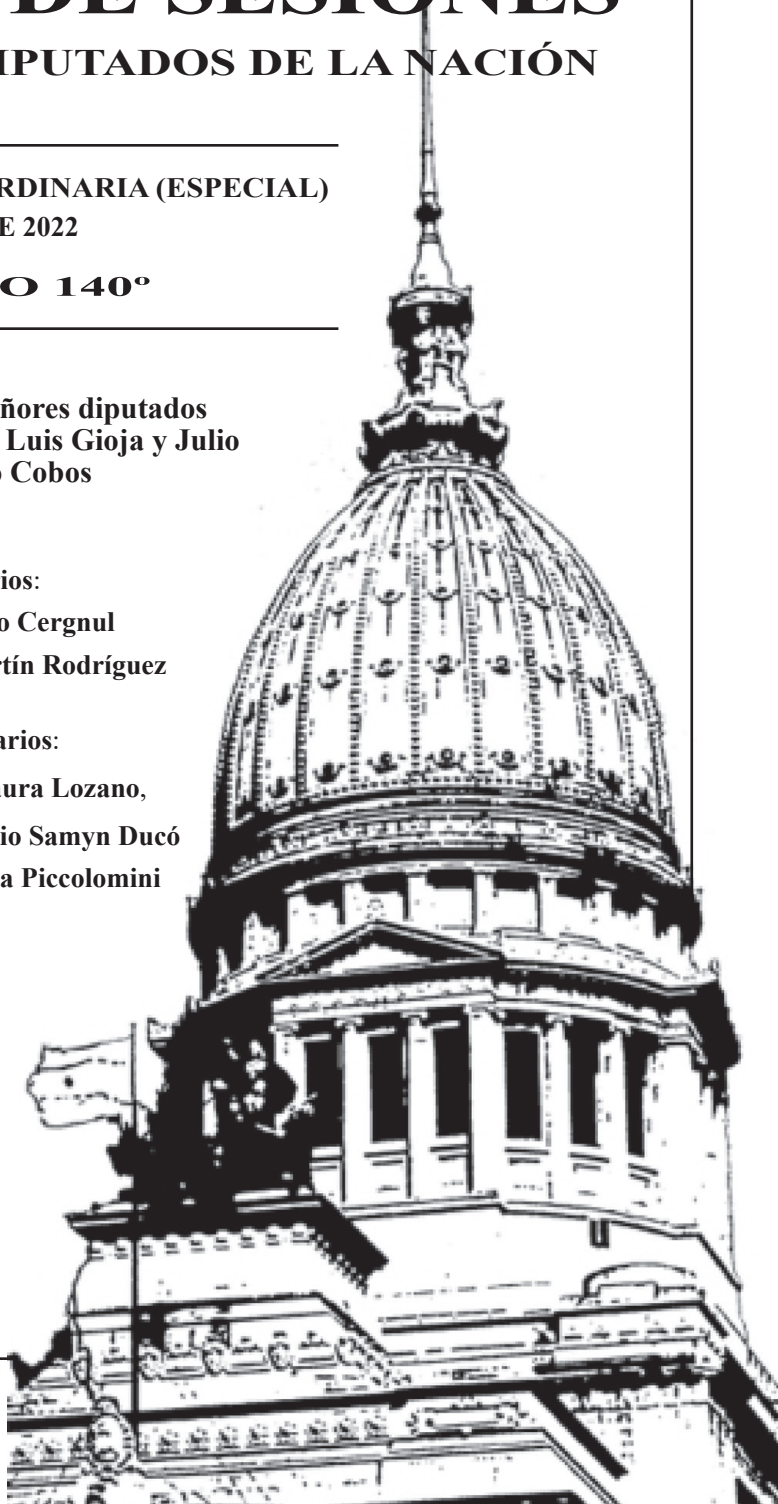 DE SESIONES
IPUTADOS DE LA NACIÓN
RDINARIA (ESPECIAL)
E 2022
O 140º
ñores diputados
Luis Gioja y Julio
o Cobos
ios:
o Cergnul
rtín Rodríguez
arios:
ura Lozano,
io Samyn Ducó
a Piccolomini